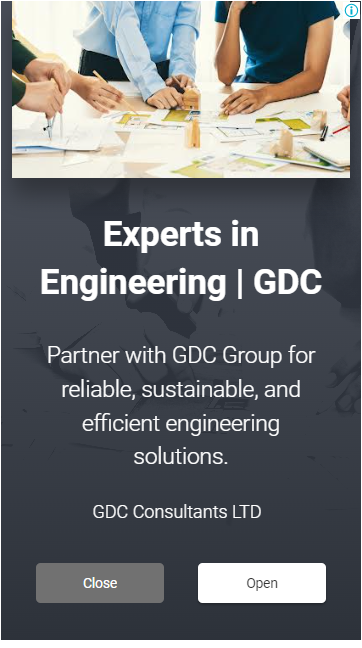 Experts in
Engineering | GDC
Partner with GDC Group for
reliable, sustainable, and
efficient engineering
solutions.
GDC Consultants LTD
Close
Open